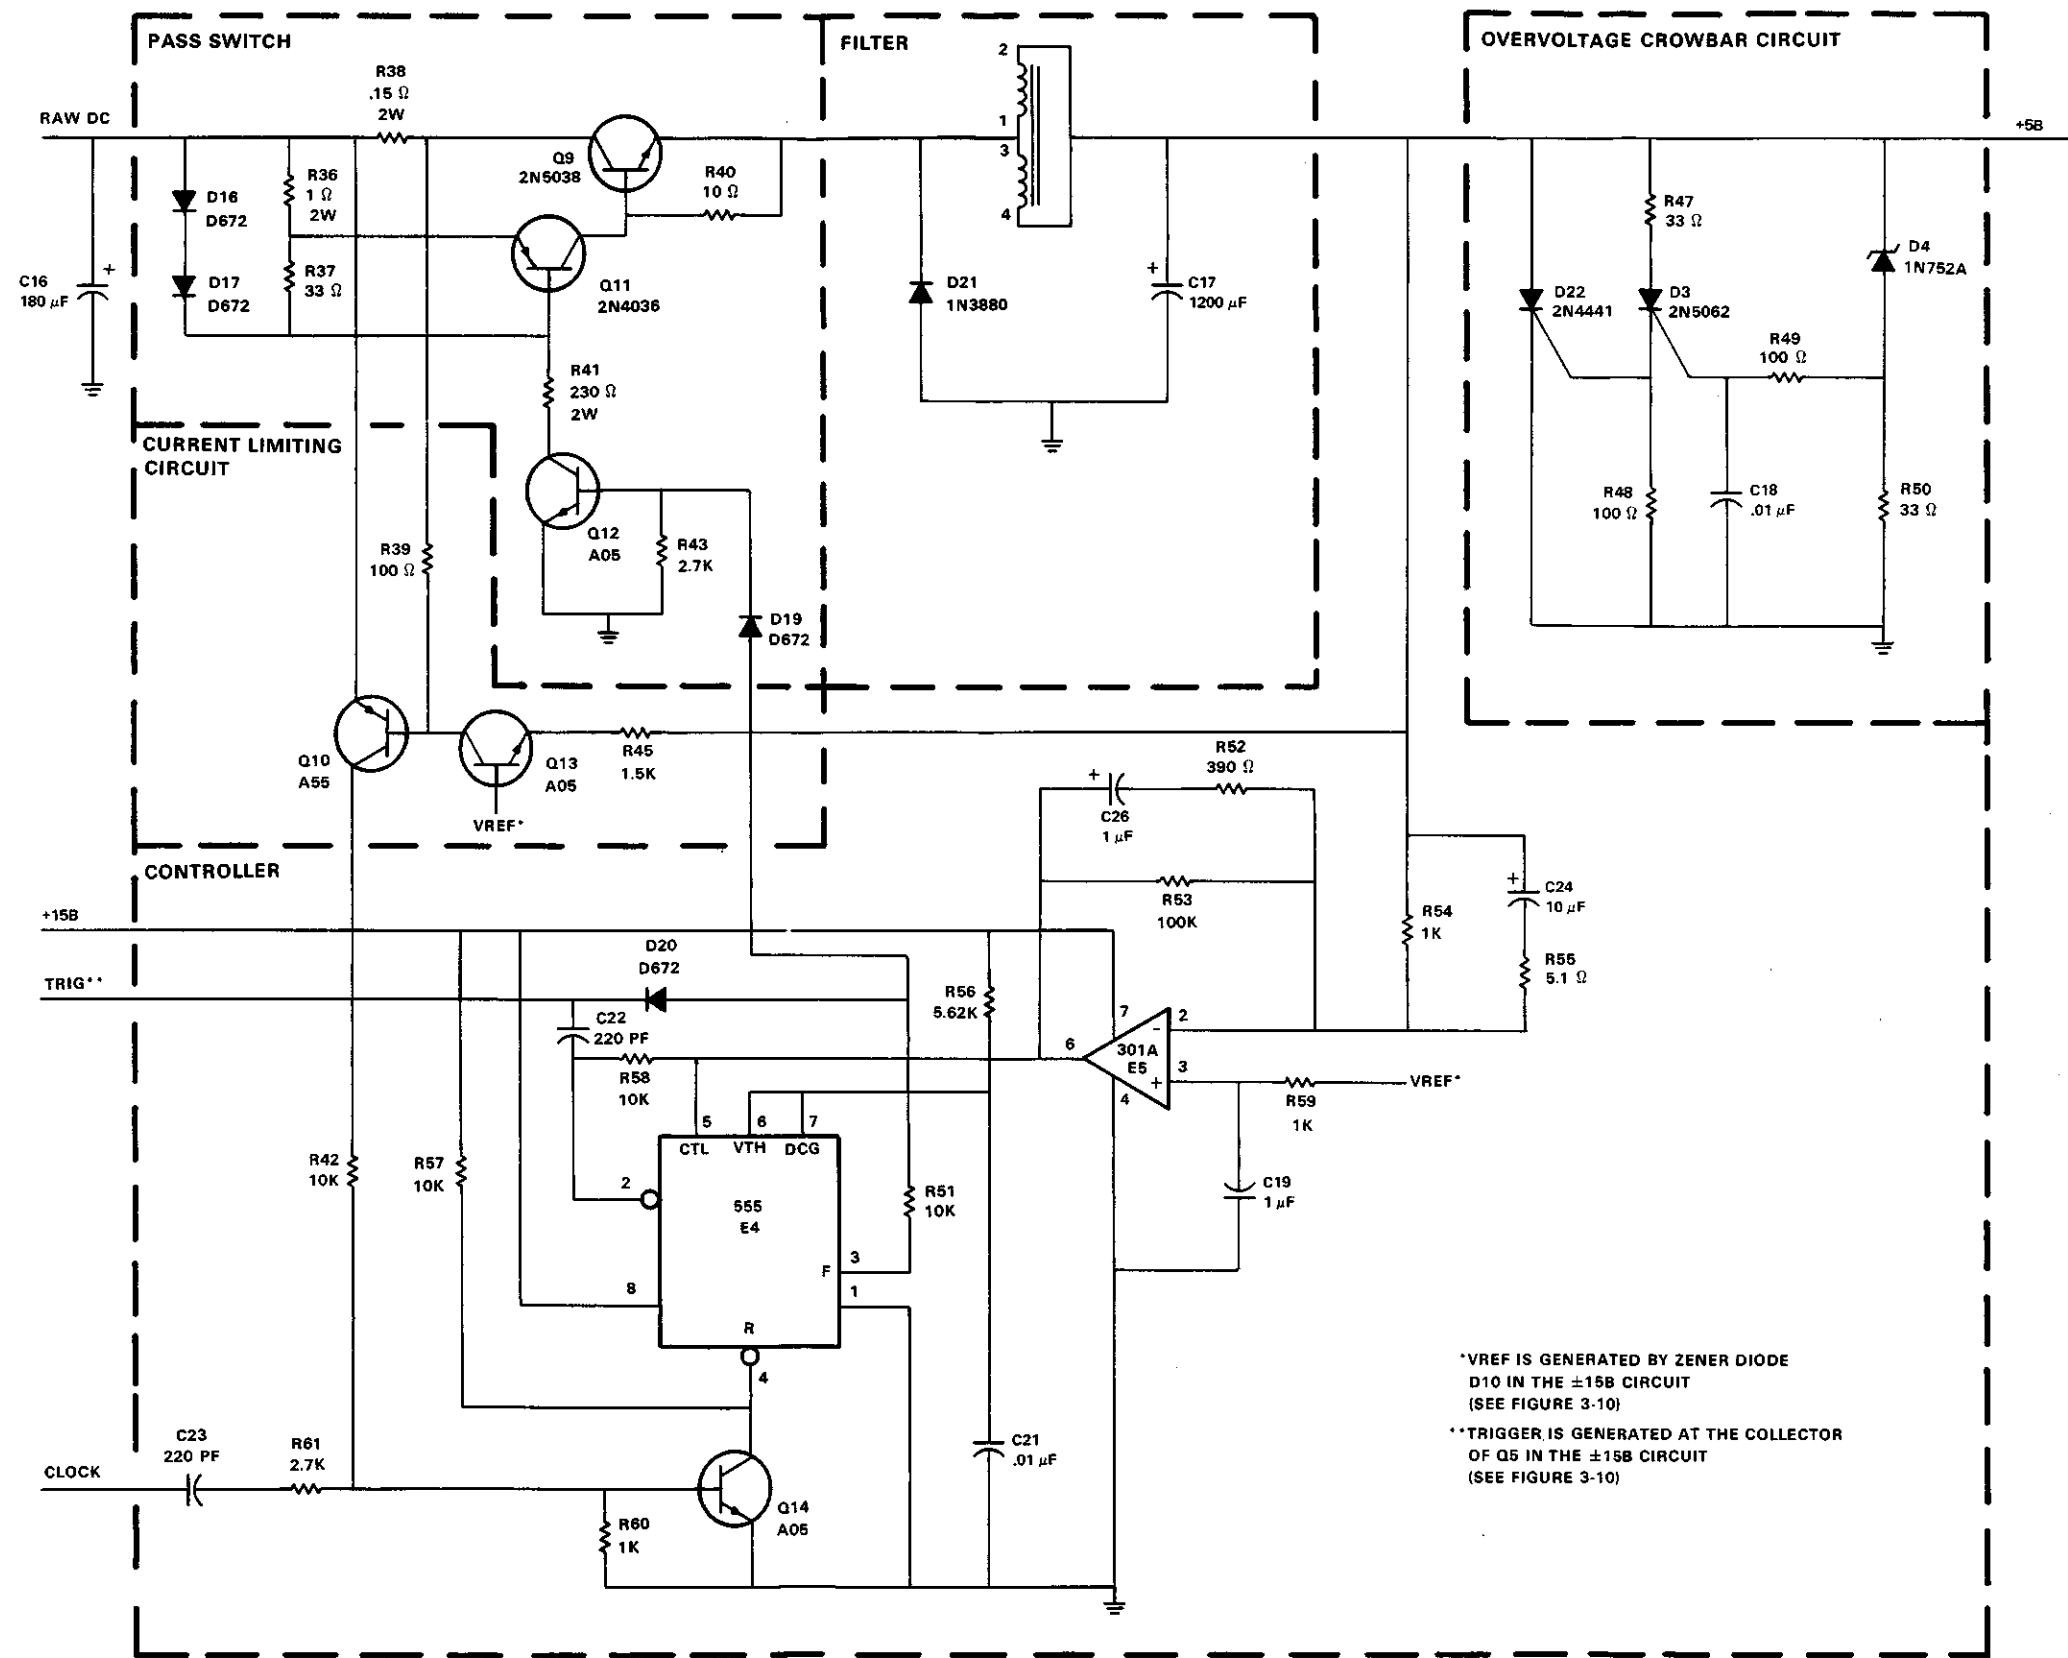 PASS SWITCH
FILTER
OVERVOLTAGE CROWBAR CIRCUIT
RAW DC
R38
.15 Ω
2W
2
1
3
4
+5B
Q9
2N5038
R40
10 Ω
R36
1 Ω
2W
D16
D672
R37
33 Ω
D17
D672
Q11
2N4036
C16
180 µF
+
D21
1N3880
+
C17
1200 µF
R47
33 Ω
D4
1N752A
D22
2N4441
D3
2N5062
R49
100 Ω
R41
230 Ω
2W
CURRENT LIMITING
CIRCUIT
R48
100 Ω
C18
.01 µF
R50
33 Ω
Q12
A05
R43
2.7K
R39
100 Ω
D19
D672
Q10
A55
Q13
A05
R45
1.5K
VREF*
R52
390 Ω
+
C26
1 µF
CONTROLLER
R53
100K
+
C24
10 µF
R54
1K
R55
5.1 Ω
+15B
D20
D672
TRIG**
C22
220 PF
R56
5.62K
R58
10K
7
2
-
6
301A
E5
3
+
4
VREF*
R59
1K
5
6
7
CTL
VTH
DCG
R42
10K
R57
10K
2
555
E4
R51
10K
C19
1 µF
3
F
8
1
R
4
*VREF IS GENERATED BY ZENER DIODE
D10 IN THE ±15B CIRCUIT
(SEE FIGURE 3-10)
**TRIGGER IS GENERATED AT THE COLLECTOR
OF Q5 IN THE ±15B CIRCUIT
(SEE FIGURE 3-10)
C23
220 PF
R61
2.7K
CLOCK
C21
.01 µF
Q14
A05
R60
1K